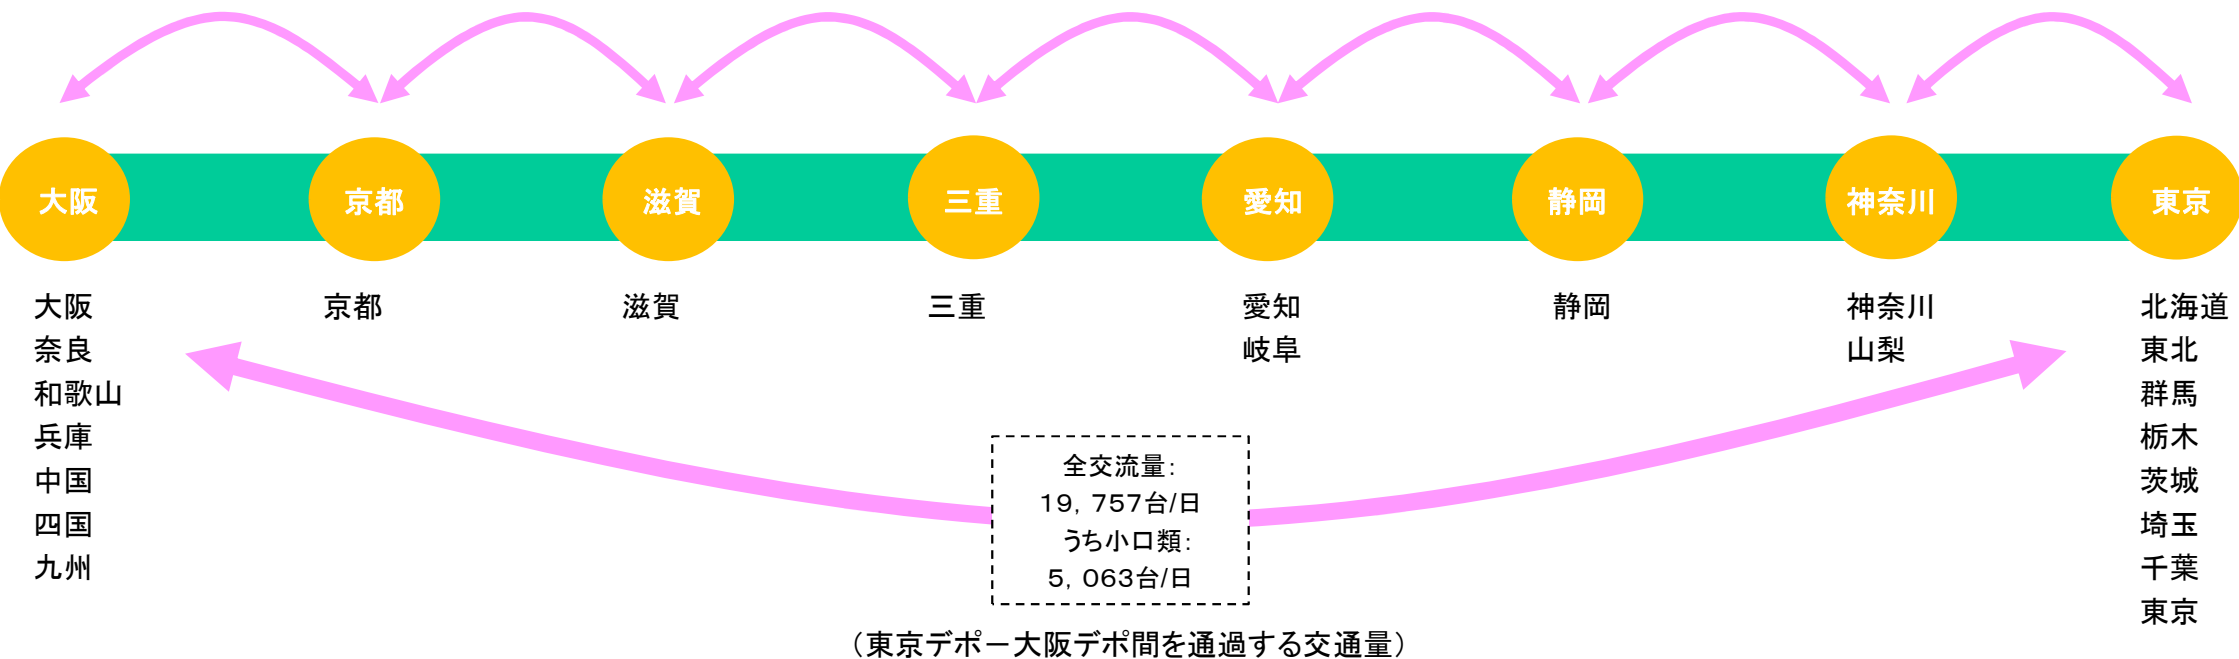 大阪
京都
滋賀
三重
愛知
静岡
神奈川
東京
大阪
奈良
和歌山
兵庫
中国
四国
九州
京都
滋賀
三重
愛知
岐阜
静岡
神奈川
山梨
北海道
東北
群馬
栃木
茨城
埼玉
千葉
東京
全交流量:
19,757台/日
うち小口類:
5,063台/日
（東京デポー大阪デポ間を通過する交通量）